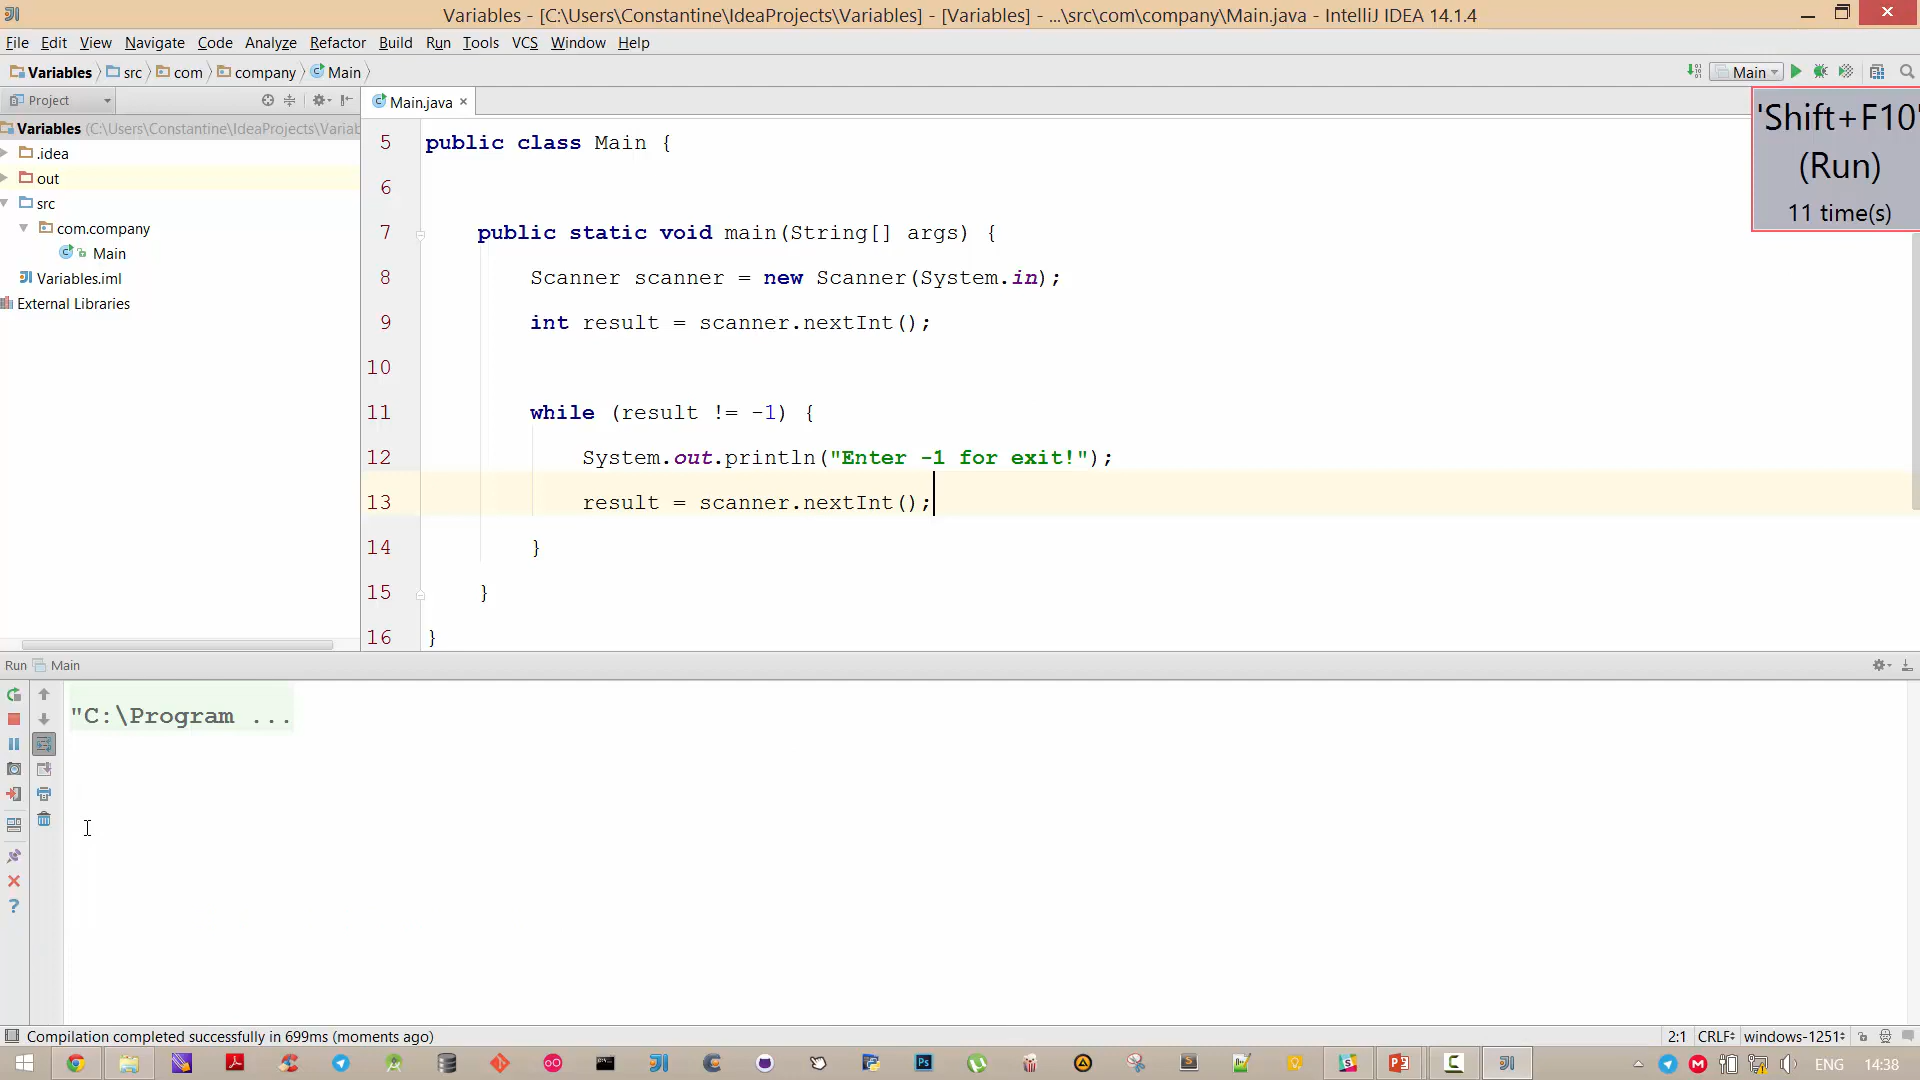 Variables - [C:\Users\Constantine\IdeaProjects\Variables] - [Variables] - ...\src\com\company\Main.java - IntelliJ IDEA 14.1.4
File Edit View Navigate Code Analyze Refactor Build Run Tools VCS Window Help
Variables src com company Main
Main
Project
Main.java
'Shift+F10'
(Run)
11 time(s)
Variables (C:\Users\Constantine\IdeaProjects\Variab
.idea
out
src
com.company
Main
Variables.iml
External Libraries
5 public class Main {
6
7 public static void main(String[] args) {
8 Scanner scanner = new Scanner(System.in);
9 int result = scanner.nextInt();
10
11 while (result != -1) {
12 System.out.println("Enter -1 for exit!");
13 result = scanner.nextInt();
14 }
15 }
16 }
Run Main
"C:\Program ...
Compilation completed successfully in 699ms (moments ago)
2:1 CRLF windows-1251
ENG 14:38